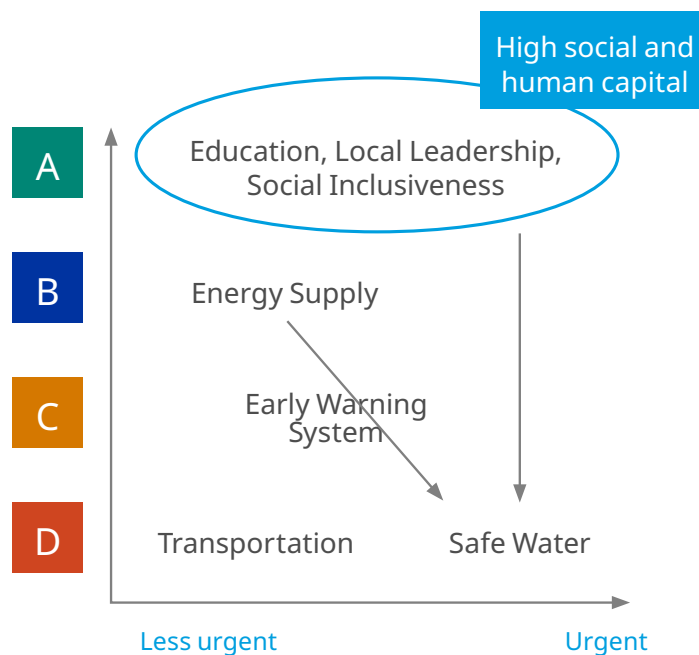 High social and
human capital
A
Education, Local Leadership,
Social Inclusiveness
B
Energy Supply
C
Early Warning
System
D
Transportation
Safe Water
Less urgent
Urgent